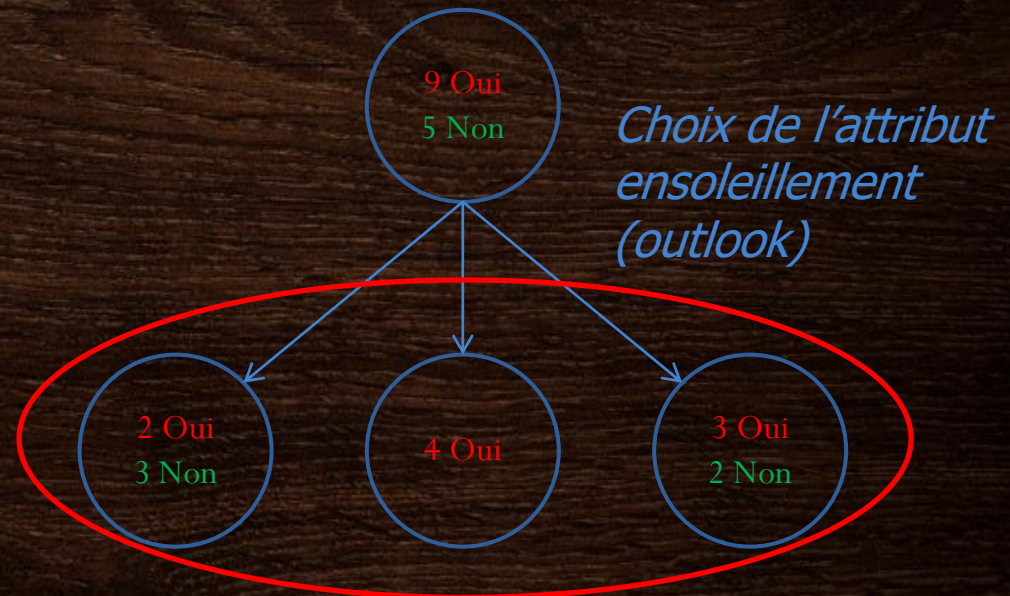 9 Oui
5 Non
Choix de l’attribut
ensoleillement
(outlook)
2 Oui
3 Non
4 Oui
3 Oui
2 Non